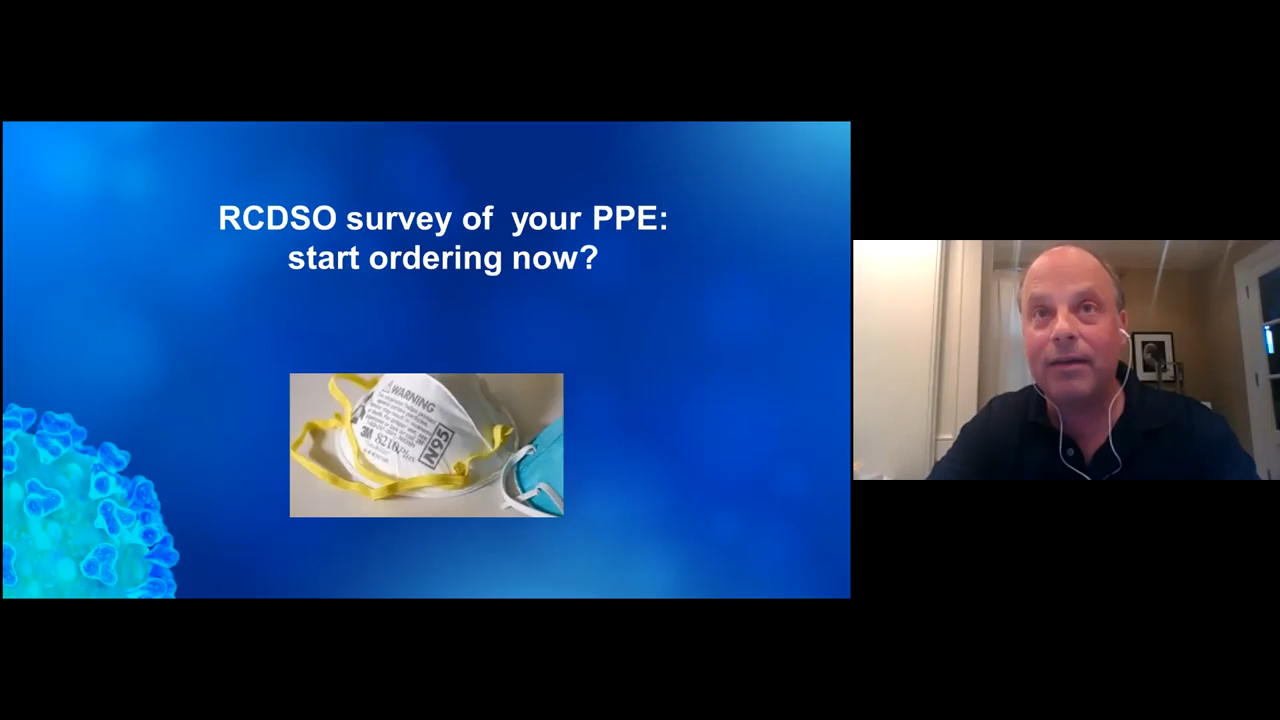 RCDSO survey of your PPE:
start ordering now?
WARNING
3M 8210Plus
N95